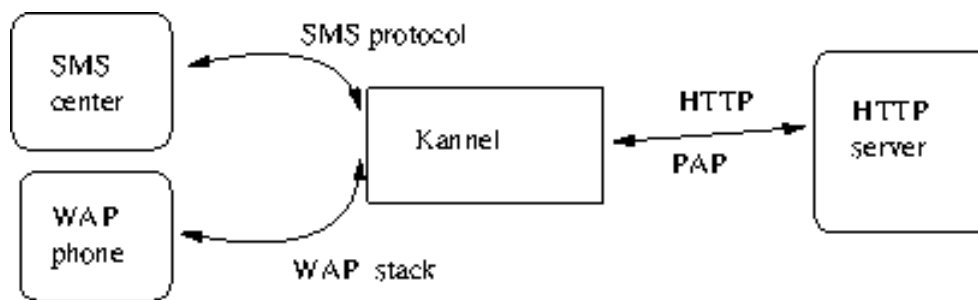 SMS protocol
SMS
center
Kannel
HTTP
PAP
HTTP
server
WAP
phone
WAP stack